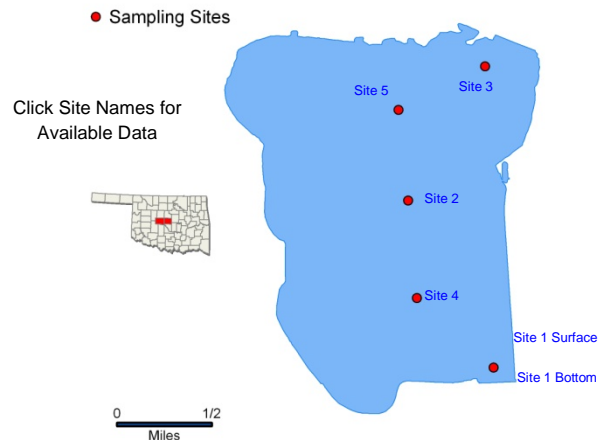 Sampling Sites
Click Site Names for
Available Data
Site 3
Site 5
Site 2
Site 4
Site 1 Surface
Site 1 Bottom
0 1/2
Miles